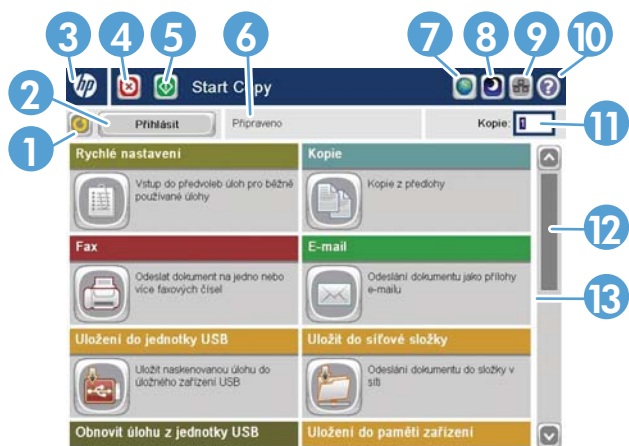 3
4
5
6
7
8
9
10
hp
Start Copy
?
2
1
Přihlásit
Připraveno
Kopie:
1
11
Rychlé nastavení
Vstup do předvoleb úloh pro běžně
používané úlohy
Kopie
Kopie z předlohy
12
Fax
Odeslat dokument na jedno nebo
více faxových čísel
E-mail
Odeslání dokumentu jako přílohy
e-mailu
13
Uložení do jednotky USB
Uložit naskenovanou úlohu do
úložného zařízení USB
Uložit do síťové složky
Odeslání dokumentu do složky v
síti
Obnovit úlohu z jednotky USB
Uložení do paměti zařízení